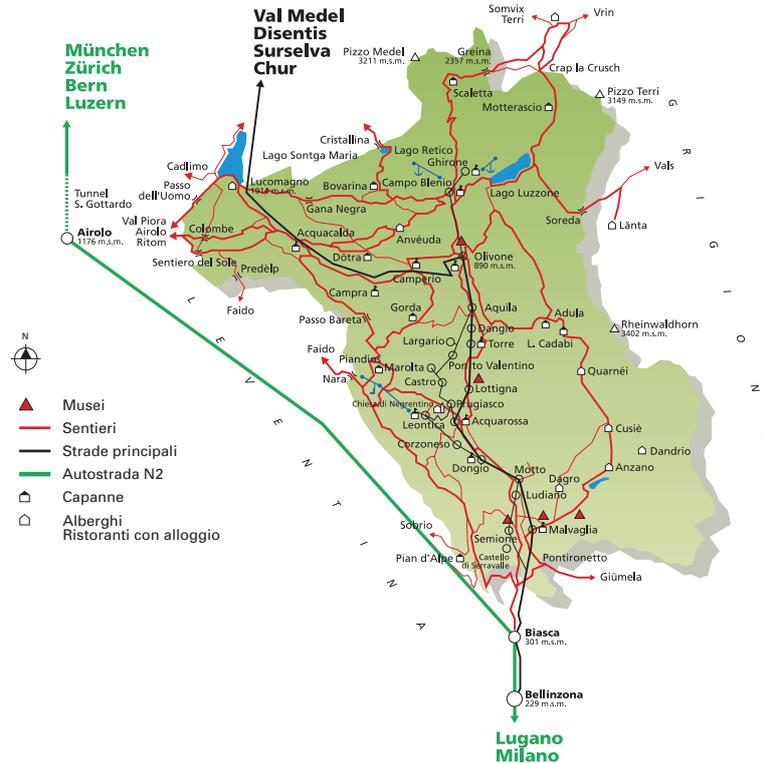 Val Medel
Disentis
Surselva
Chur
München
Zürich
Bern
Luzern
Somvix
Terri
Vrin
Pizzo Medel
3211 m.s.m.
Greina
2357 m.s.m.
Crap la Crusch
Scaletta
Pizzo Terri
3149 m.s.m.
Motterascio
GRIGIONI
Cristallina
Lago Retico
Lago Sontga Maria
Ghirone
Cadlimo
Vals
Passo
dell'Uomo
Lucomagno
1914 m.s.m.
Bovarina
Campo Blenio
Lago Luzzone
Tunnel
S. Gottardo
Gana Negra
Soreda
Länta
Val Piora
Airolo
Ritom
Colombe
Acquacalda
Anvéuda
Airolo
1176 m.s.m.
Sentiero del Sole
Predèlp
Dötra
Olivone
890 m.s.m.
Camperio
Campra
Faido
Gorda
Aquila
Passo Bareta
Dangio
Adula
Rheinwaldhorn
3402 m.s.m.
Largario
Torre
L. Cadabi
N
Faido
Piandios
Marolta
Ponto Valentino
Quarnéi
Nara
Castro
Lottigna
LEVENTINA
Chiesa di Negrentino
Prugiasco
Musei
Leontica
Acquarossa
Sentieri
Cusiè
Strade principali
Corzoneso
Dandrio
Autostrada N2
Dongio
Motto
Anzano
Dagro
Capanne
Ludiano
Alberghi
Ristoranti con alloggio
Sobrio
Semione
Malvaglia
Pian d'Alpe
Castello
di Serravalle
Pontironetto
Giümela
Biasca
301 m.s.m.
Bellinzona
229 m.s.m.
Lugano
Milano